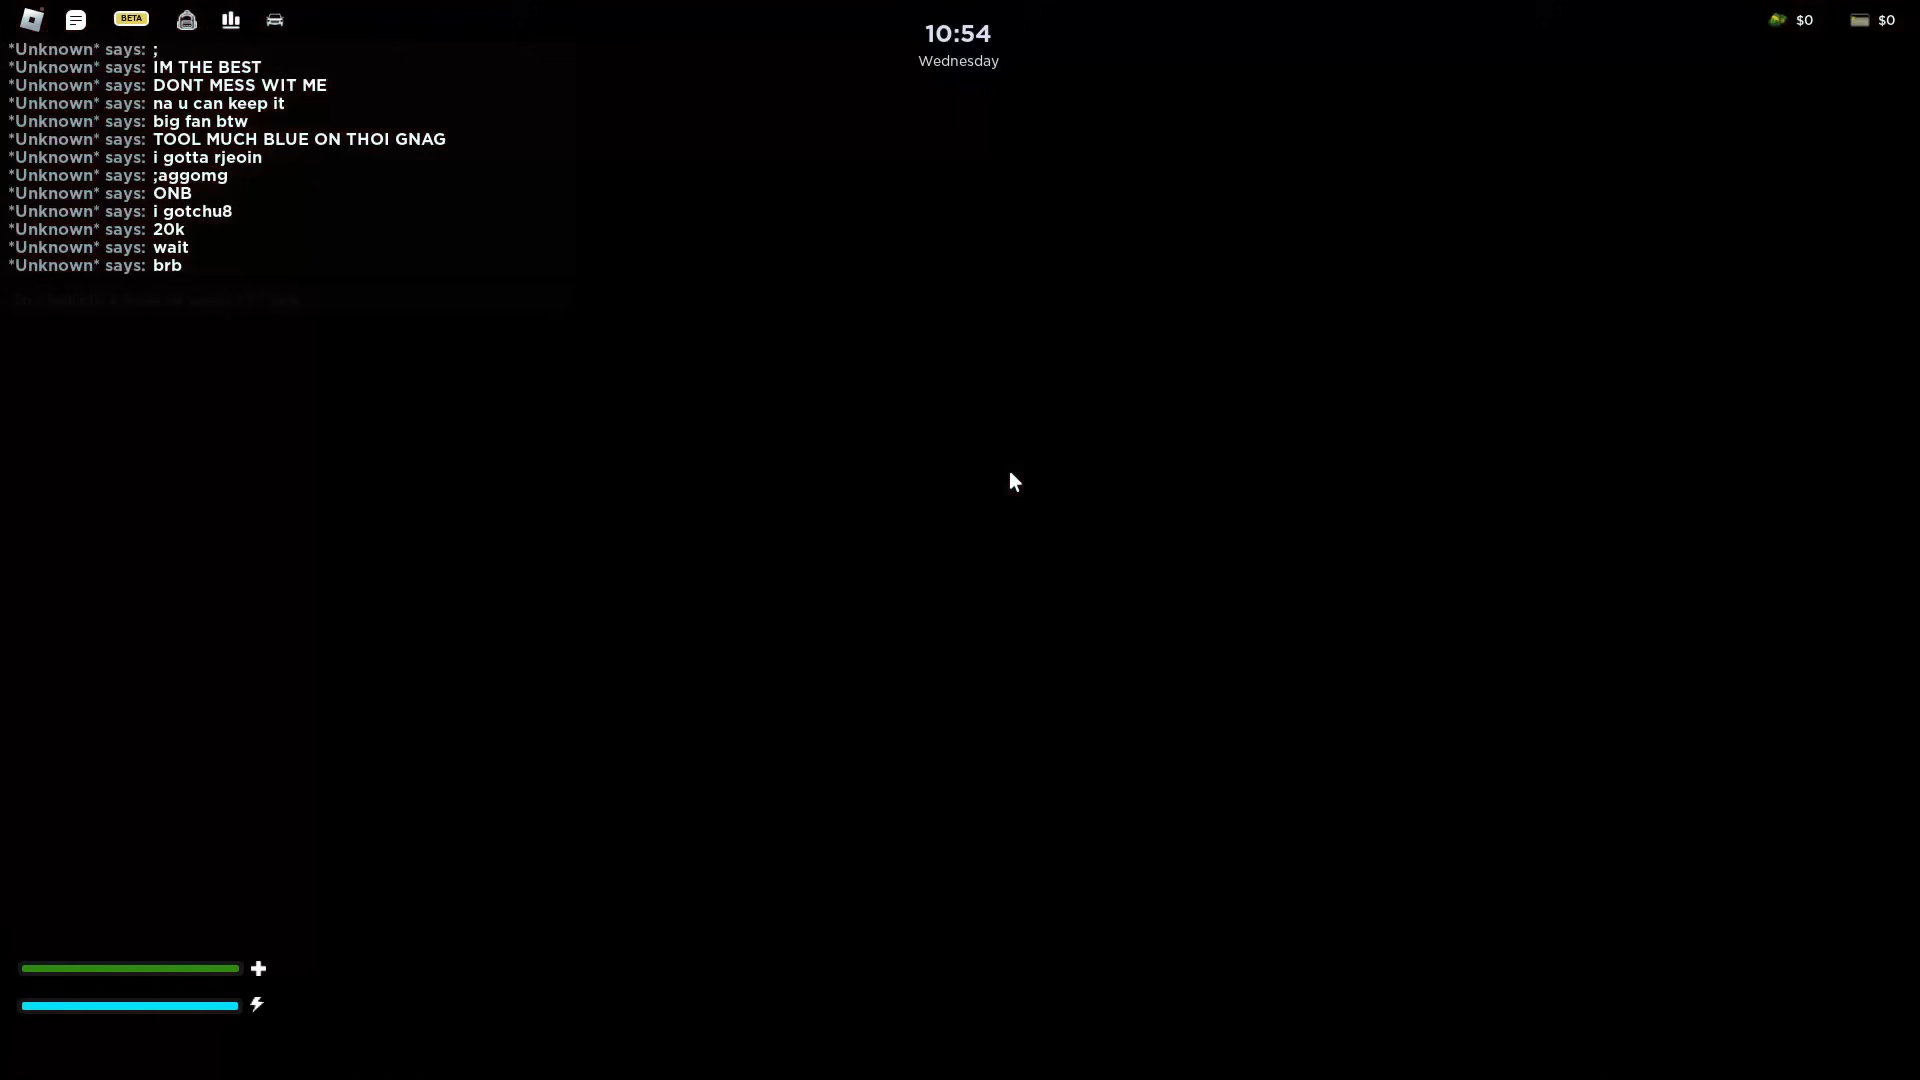 BETA
10:54
Wednesday
$0
$0
*Unknown* says: ;
*Unknown* says: IM THE BEST
*Unknown* says: DONT MESS WIT ME
*Unknown* says: na u can keep it
*Unknown* says: big fan btw
*Unknown* says: TOOL MUCH BLUE ON THOI GNAG
*Unknown* says: i gotta rjeoin
*Unknown* says: ;aggomg
*Unknown* says: ONB
*Unknown* says: i gotchu8
*Unknown* says: 20k
*Unknown* says: wait
*Unknown* says: brb